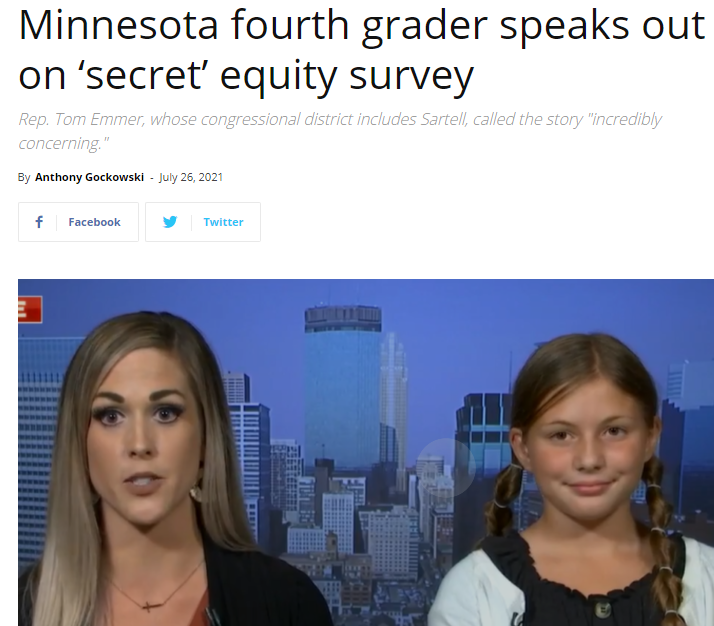 Minnesota fourth grader speaks out
on ‘secret’ equity survey
Rep. Tom Emmer, whose congressional district includes Sartell, called the story "incredibly
concerning."
By Anthony Gockowski - July 26, 2021
Facebook Twitter
E